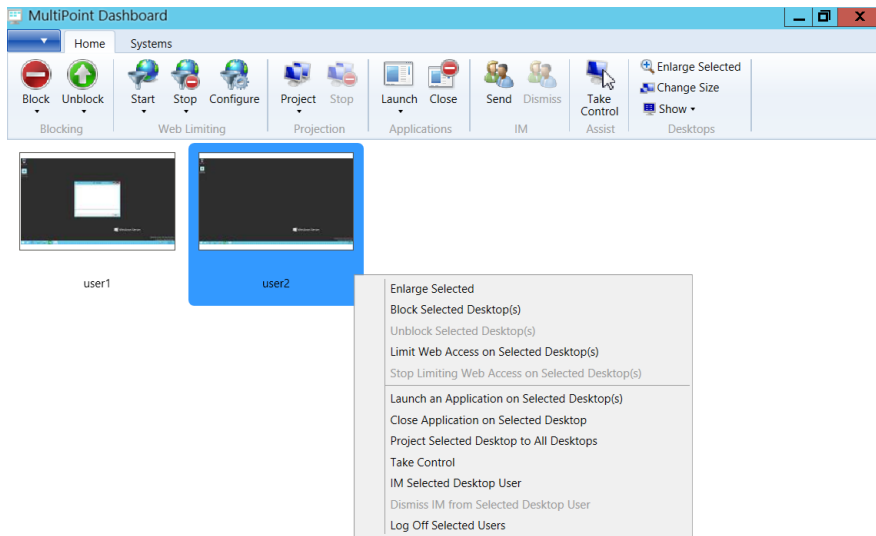 MultiPoint Dashboard
Home Systems
Block Unblock Start Stop Configure Project Stop Launch Close Send Dismiss Take Control
Enlarge Selected
Change Size
Show
Blocking Web Limiting Projection Applications IM Assist Desktops
user1 user2
Enlarge Selected
Block Selected Desktop(s)
Unblock Selected Desktop(s)
Limit Web Access on Selected Desktop(s)
Stop Limiting Web Access on Selected Desktop(s)
Launch an Application on Selected Desktop(s)
Close Application on Selected Desktop
Project Selected Desktop to All Desktops
Take Control
IM Selected Desktop User
Dismiss IM from Selected Desktop User
Log Off Selected Users